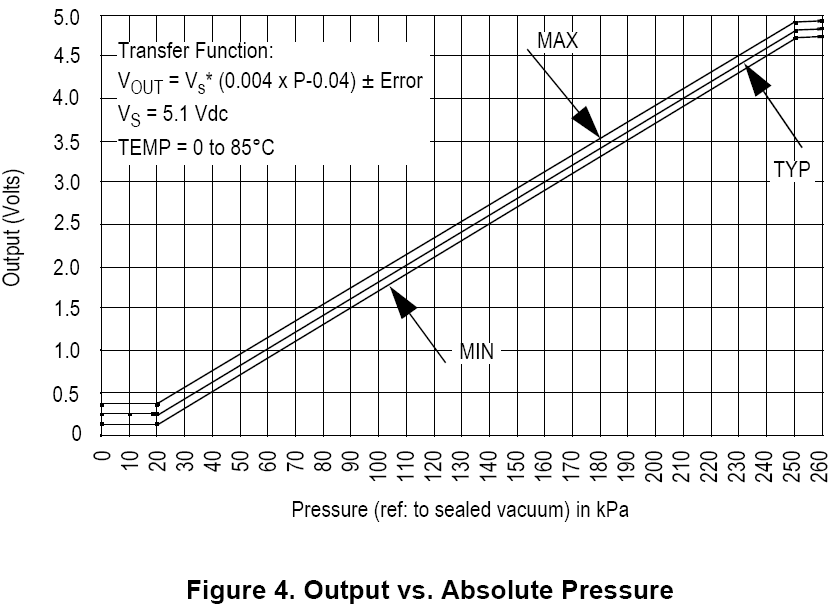 5.0
4.5
4.0
3.5
3.0
2.5
2.0
1.5
1.0
0.5
0
Output (Volts)
Transfer Function:
VOUT = Vs* (0.004 x P-0.04) ± Error
VS = 5.1 Vdc
TEMP = 0 to 85°C
MAX
TYP
MIN
0 10 20 30 40 50 60 70 80 90 100 110 120 130 140 150 160 170 180 190 200 210 220 230 240 250 260
Pressure (ref: to sealed vacuum) in kPa
Figure 4. Output vs. Absolute Pressure